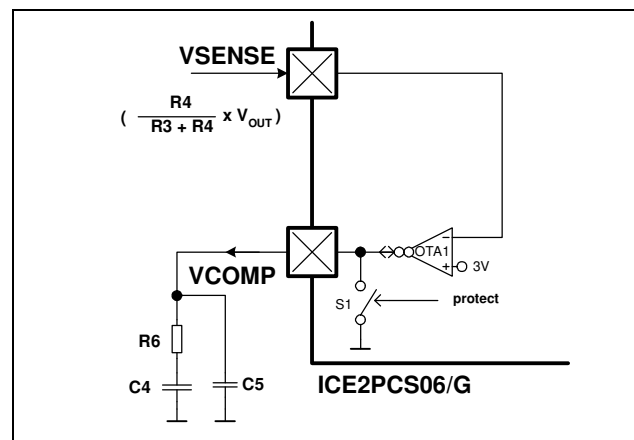 VSENSE
( R4 / R3 + R4 x VOUT )
− OTA1
+ 3V
VCOMP
S1
protect
R6
C4
C5
ICE2PCS06/G